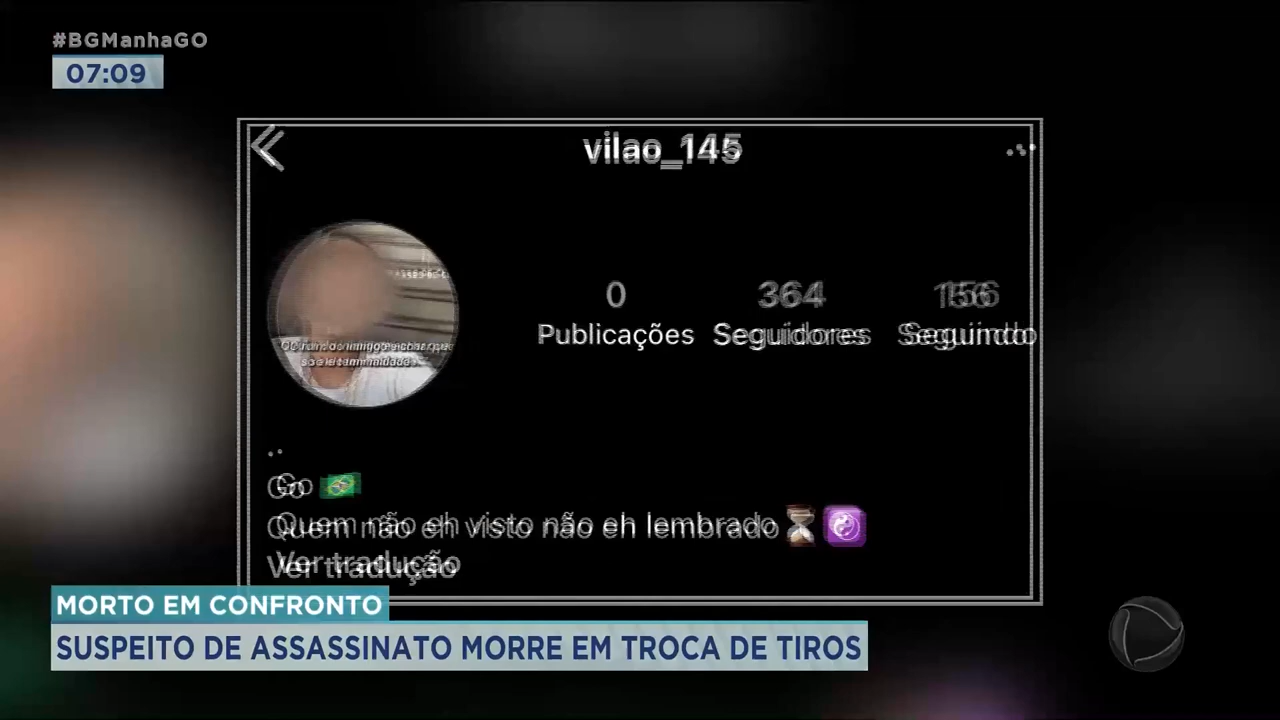 #BGManhaGO
07:09
vilao_145
0 364 156
Publicações Seguidores Seguindo
Go
Quem não eh visto não eh lembrado
Ver tradução
MORTO EM CONFRONTO
SUSPEITO DE ASSASSINATO MORRE EM TROCA DE TIROS